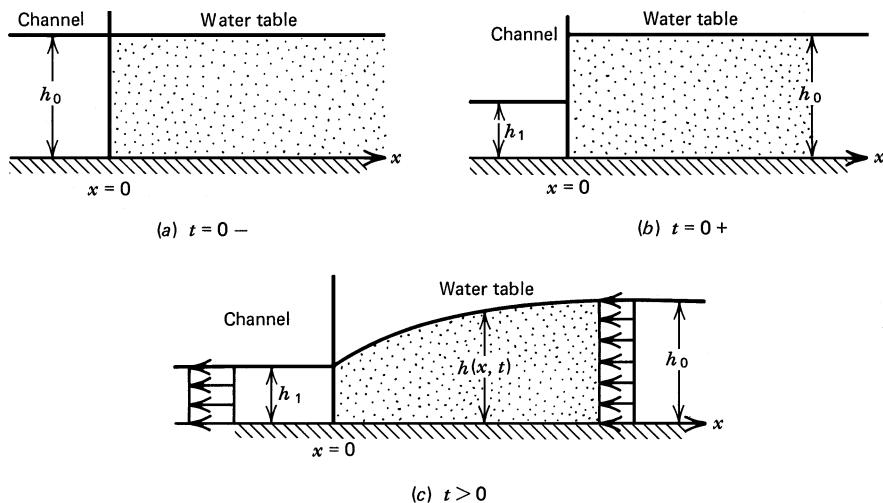 Channel
Water table
h₀
x
x = 0
(a) t = 0 −
Water table
Channel
h₀
h₁
x
x = 0
(b) t = 0 +
Water table
Channel
h(x, t)
h₀
h₁
x
x = 0
(c) t > 0